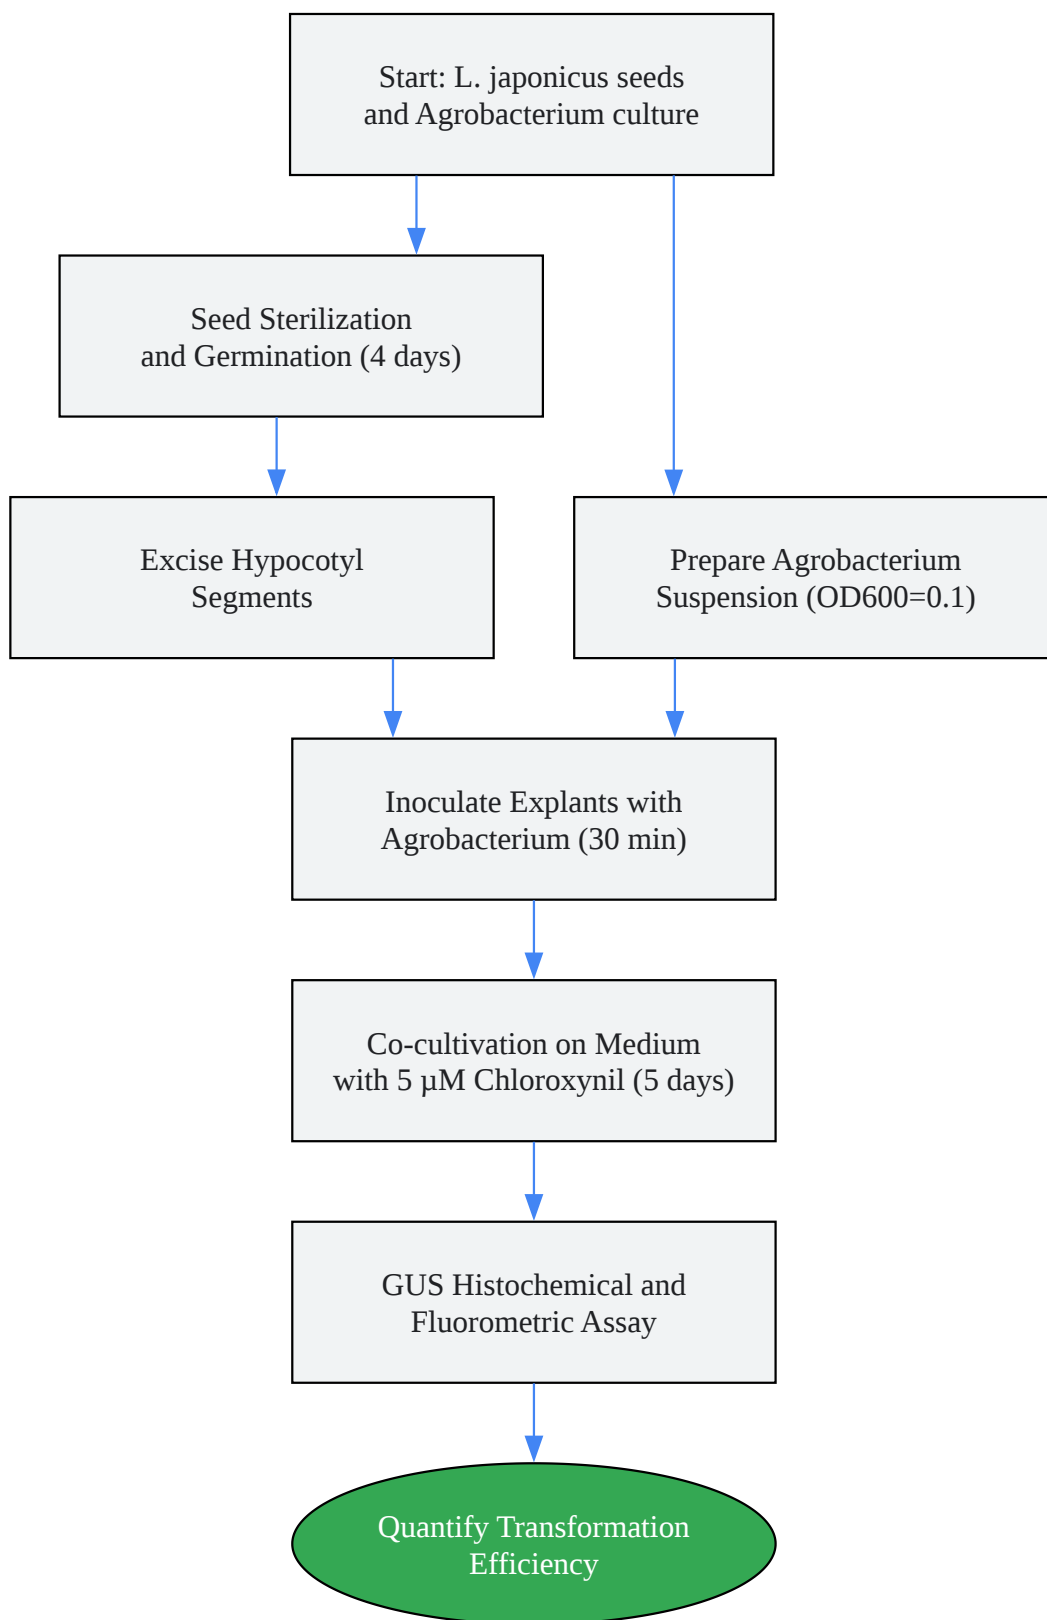 Start: L. japonicus seeds
and Agrobacterium culture
Seed Sterilization
and Germination (4 days)
Excise Hypocotyl
Segments
Prepare Agrobacterium
Suspension (OD600=0.1)
Inoculate Explants with
Agrobacterium (30 min)
Co-cultivation on Medium
with 5 µM Chloroxynil (5 days)
GUS Histochemical and
Fluorometric Assay
Quantify Transformation
Efficiency